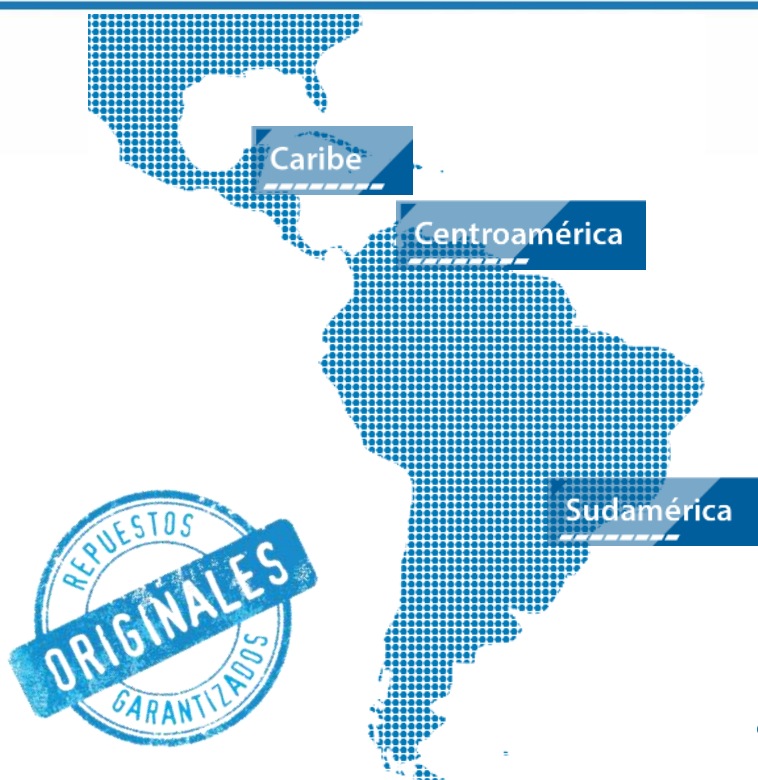 Caribe
Centroamérica
Sudamérica
REPUESTOS
ORIGINALES
GARANTIZADOS